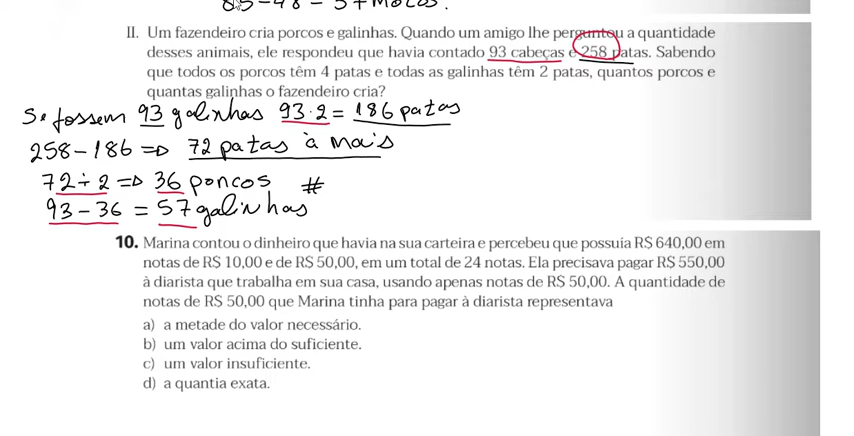 85-48 = 37 motos.
II. Um fazendeiro cria porcos e galinhas. Quando um amigo lhe perguntou a quantidade
desses animais, ele respondeu que havia contado 93 cabeças e 258 patas. Sabendo
que todos os porcos têm 4 patas e todas as galinhas têm 2 patas, quantos porcos e
quantas galinhas o fazendeiro cria?
Se fossem 93 galinhas 93·2 = 186 patas
258-186 => 72 patas à mais
72÷2 => 36 porcos #
93-36 = 57 galinhas
10. Marina contou o dinheiro que havia na sua carteira e percebeu que possuia R$ 640,00 em
notas de R$ 10,00 e de R$ 50,00, em um total de 24 notas. Ela precisava pagar R$ 550,00
à diarista que trabalha em sua casa, usando apenas notas de R$ 50,00. A quantidade de
notas de R$ 50,00 que Marina tinha para pagar à diarista representava
a) a metade do valor necessário.
b) um valor acima do suficiente.
c) um valor insuficiente.
d) a quantia exata.